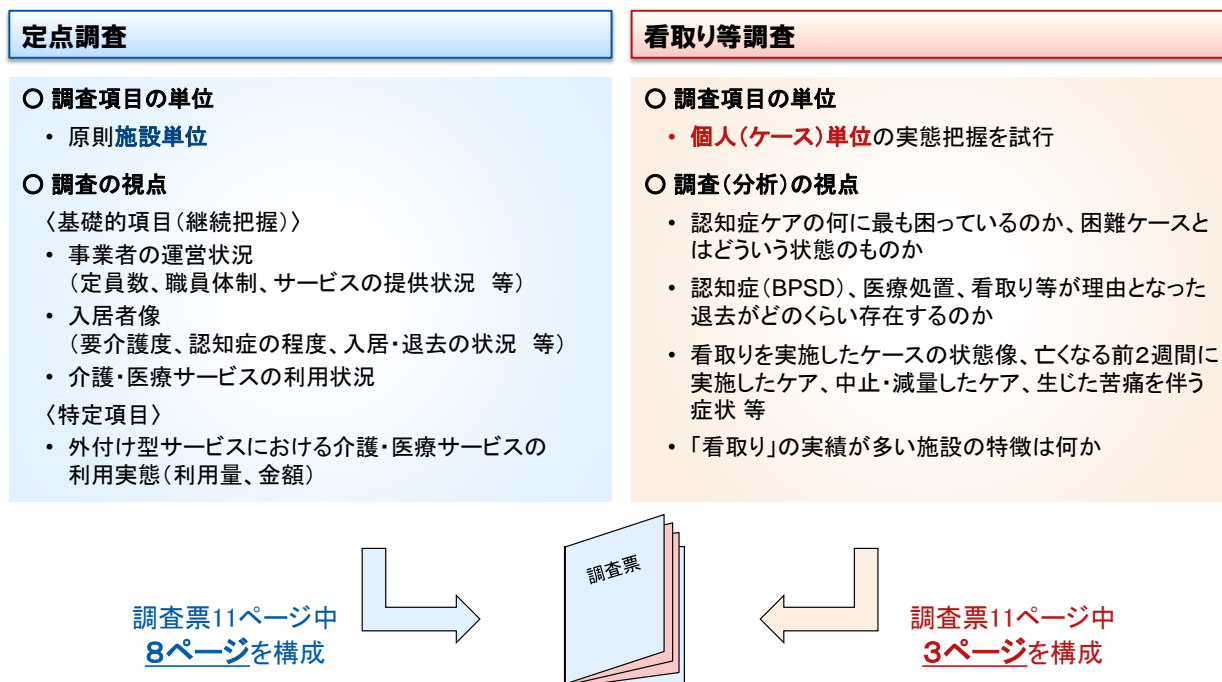 定点調査
○ 調査項目の単位
• 原則施設単位
○ 調査の視点
〈基礎的項目(継続把握)〉
• 事業者の運営状況
(定員数、職員体制、サービスの提供状況 等)
• 入居者像
(要介護度、認知症の程度、入居・退去の状況 等)
• 介護・医療サービスの利用状況
〈特定項目〉
• 外付け型サービスにおける介護・医療サービスの
利用実態(利用量、金額)
看取り等調査
○ 調査項目の単位
• 個人(ケース)単位の実態把握を試行
○ 調査(分析)の視点
• 認知症ケアの何に最も困っているのか、困難ケースと
はどういう状態のものか
• 認知症(BPSD)、医療処置、看取り等が理由となった
退去がどのくらい存在するのか
• 看取りを実施したケースの状態像、亡くなる前2週間に
実施したケア、中止・減量したケア、生じた苦痛を伴う
症状 等
• 「看取り」の実績が多い施設の特徴は何か
調査票11ページ中
8ページを構成
調査票
調査票11ページ中
3ページを構成